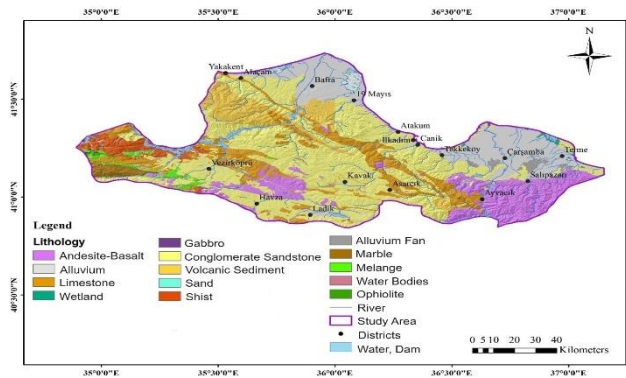 35°0'0"E 35°30'0"E 36°0'0"E 36°30'0"E 37°0'0"E
N
41°30'0"N
41°0'0"N
40°30'0"N
Yakakent
Alaçam
Bafra
19 Mayıs
Atakum
İlkadım
Canik
Tekkeköy
Çarşamba
Terme
Vezirköprü
Salıpazarı
Kavak
Asarcık
Ayvacık
Havza
Ladik
Legend
Lithology
Andesite-Basalt
Alluvium
Limestone
Wetland
Gabbro
Conglomerate Sandstone
Volcanic Sediment
Sand
Shist
Alluvium Fan
Marble
Melange
Water Bodies
Ophiolite
River
Study Area
Districts
Water, Dam
0 5 10 20 30 40
Kilometers
35°0'0"E 35°30'0"E 36°0'0"E 36°30'0"E 37°0'0"E